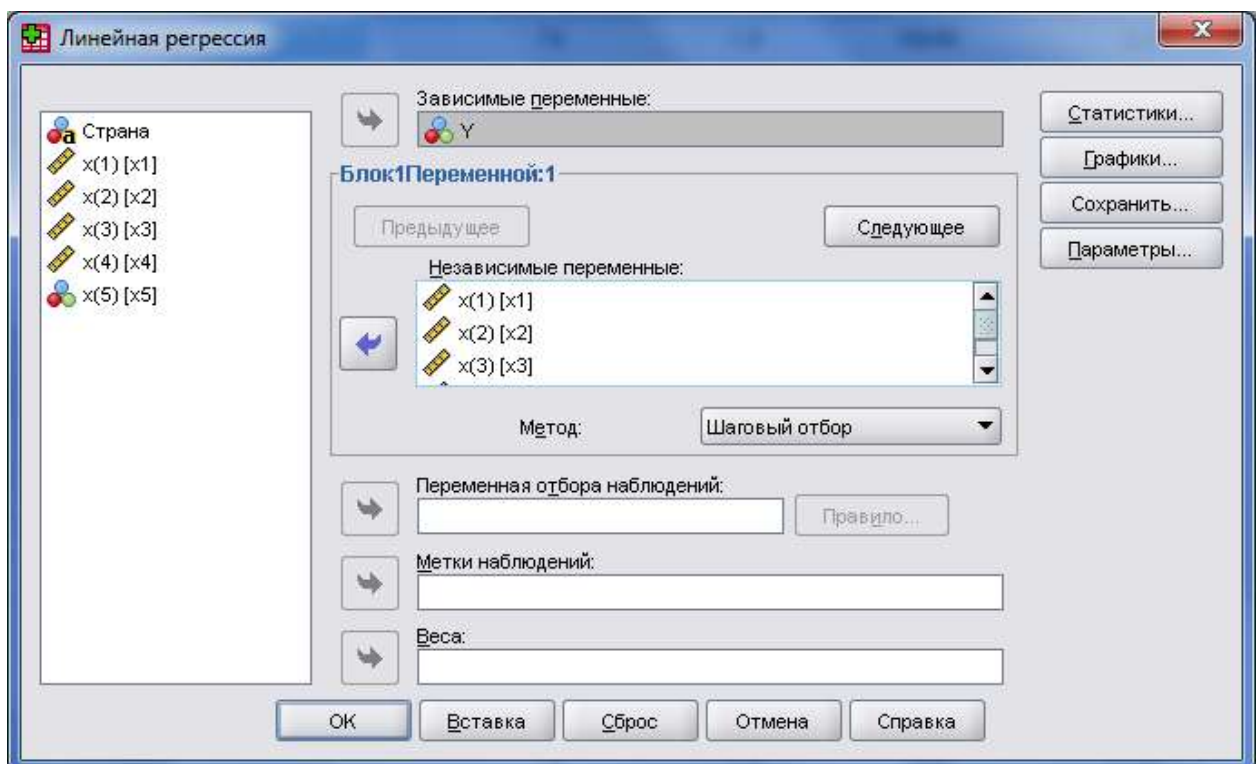 Линейная регрессия
Страна
x(1) [x1]
x(2) [x2]
x(3) [x3]
x(4) [x4]
x(5) [x5]
Зависимые переменные:
Y
Блок1Переменной:1
Предыдущее
Следующее
Независимые переменные:
x(1) [x1]
x(2) [x2]
x(3) [x3]
Метод:
Шаговый отбор
Переменная отбора наблюдений:
Правило...
Метки наблюдений:
Веса:
Статистики...
Графики...
Сохранить...
Параметры...
OK
Вставка
Сброс
Отмена
Справка